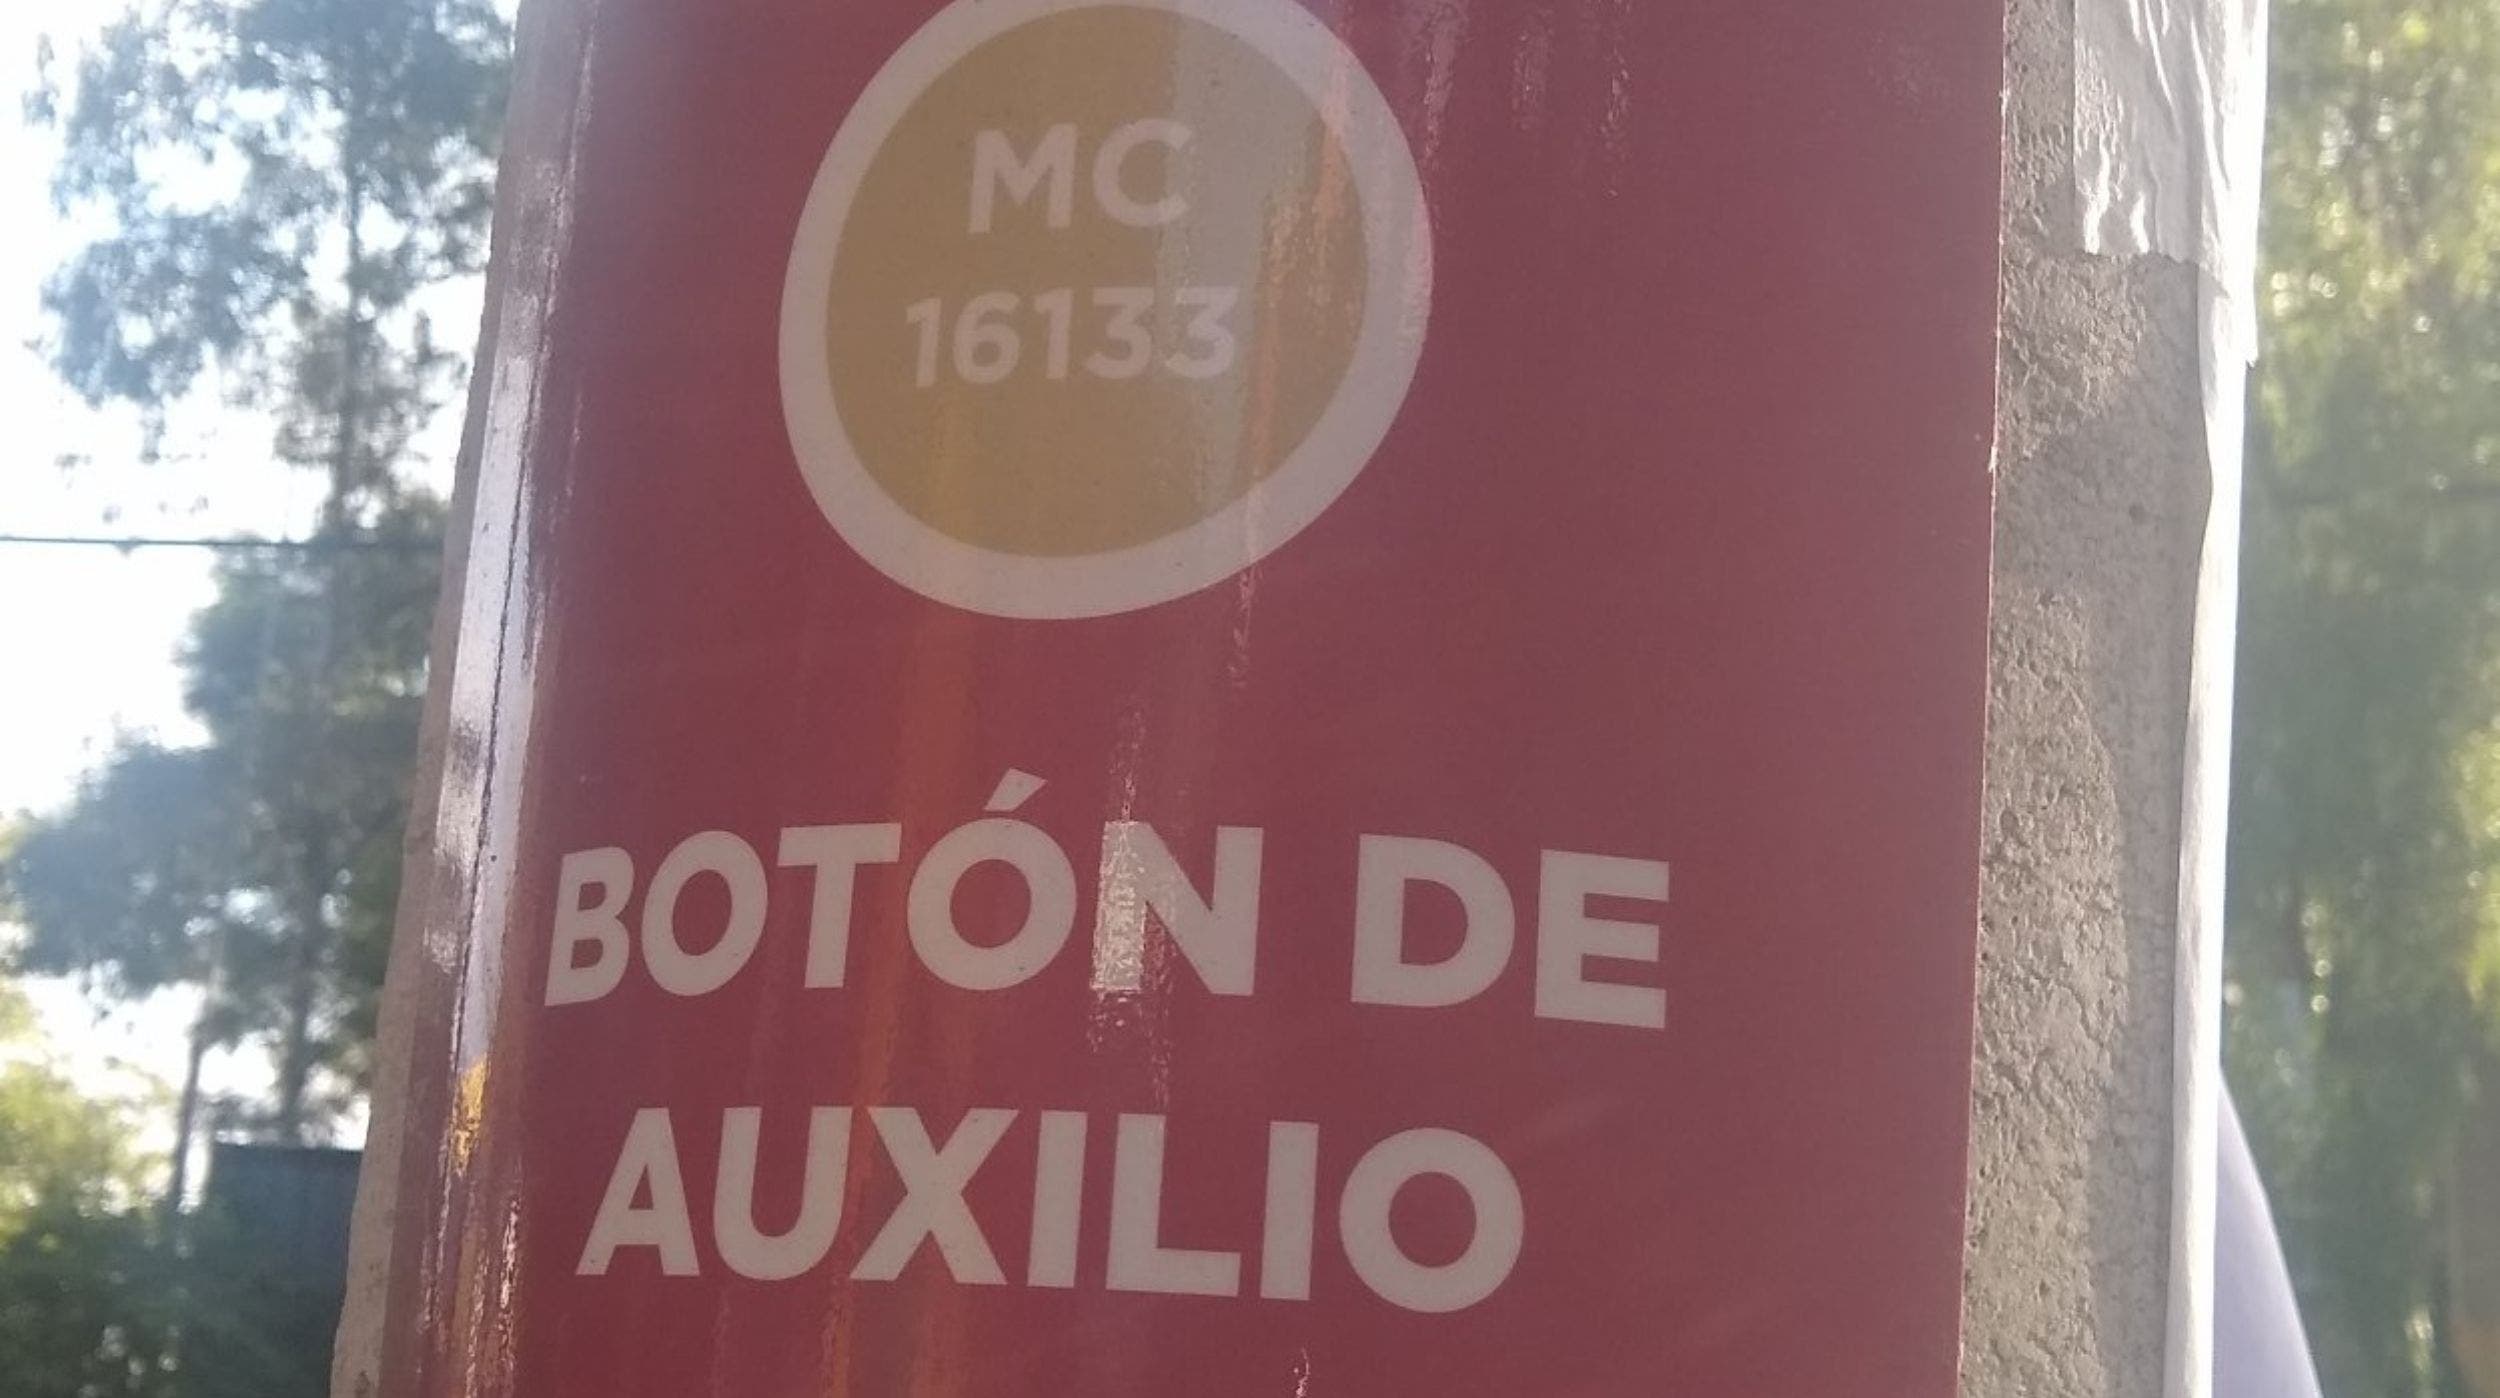 MC
16133
BOTÓN DE
AUXILIO